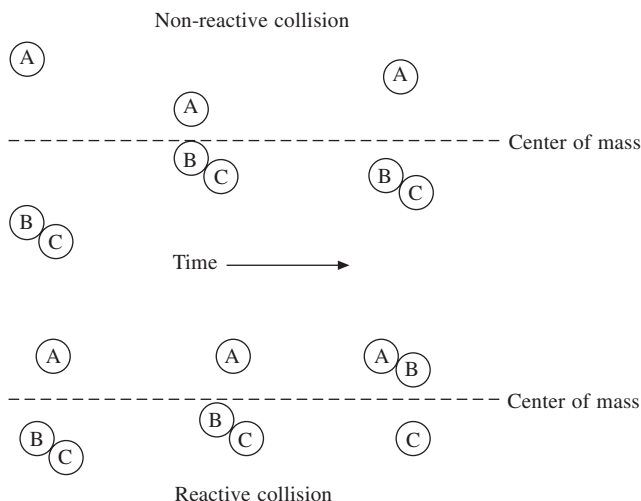 Non-reactive collision
A
A
A
Center of mass
B
C
B
C
B
C
Time
A
A
A
B
Center of mass
B
C
B
C
C
Reactive collision